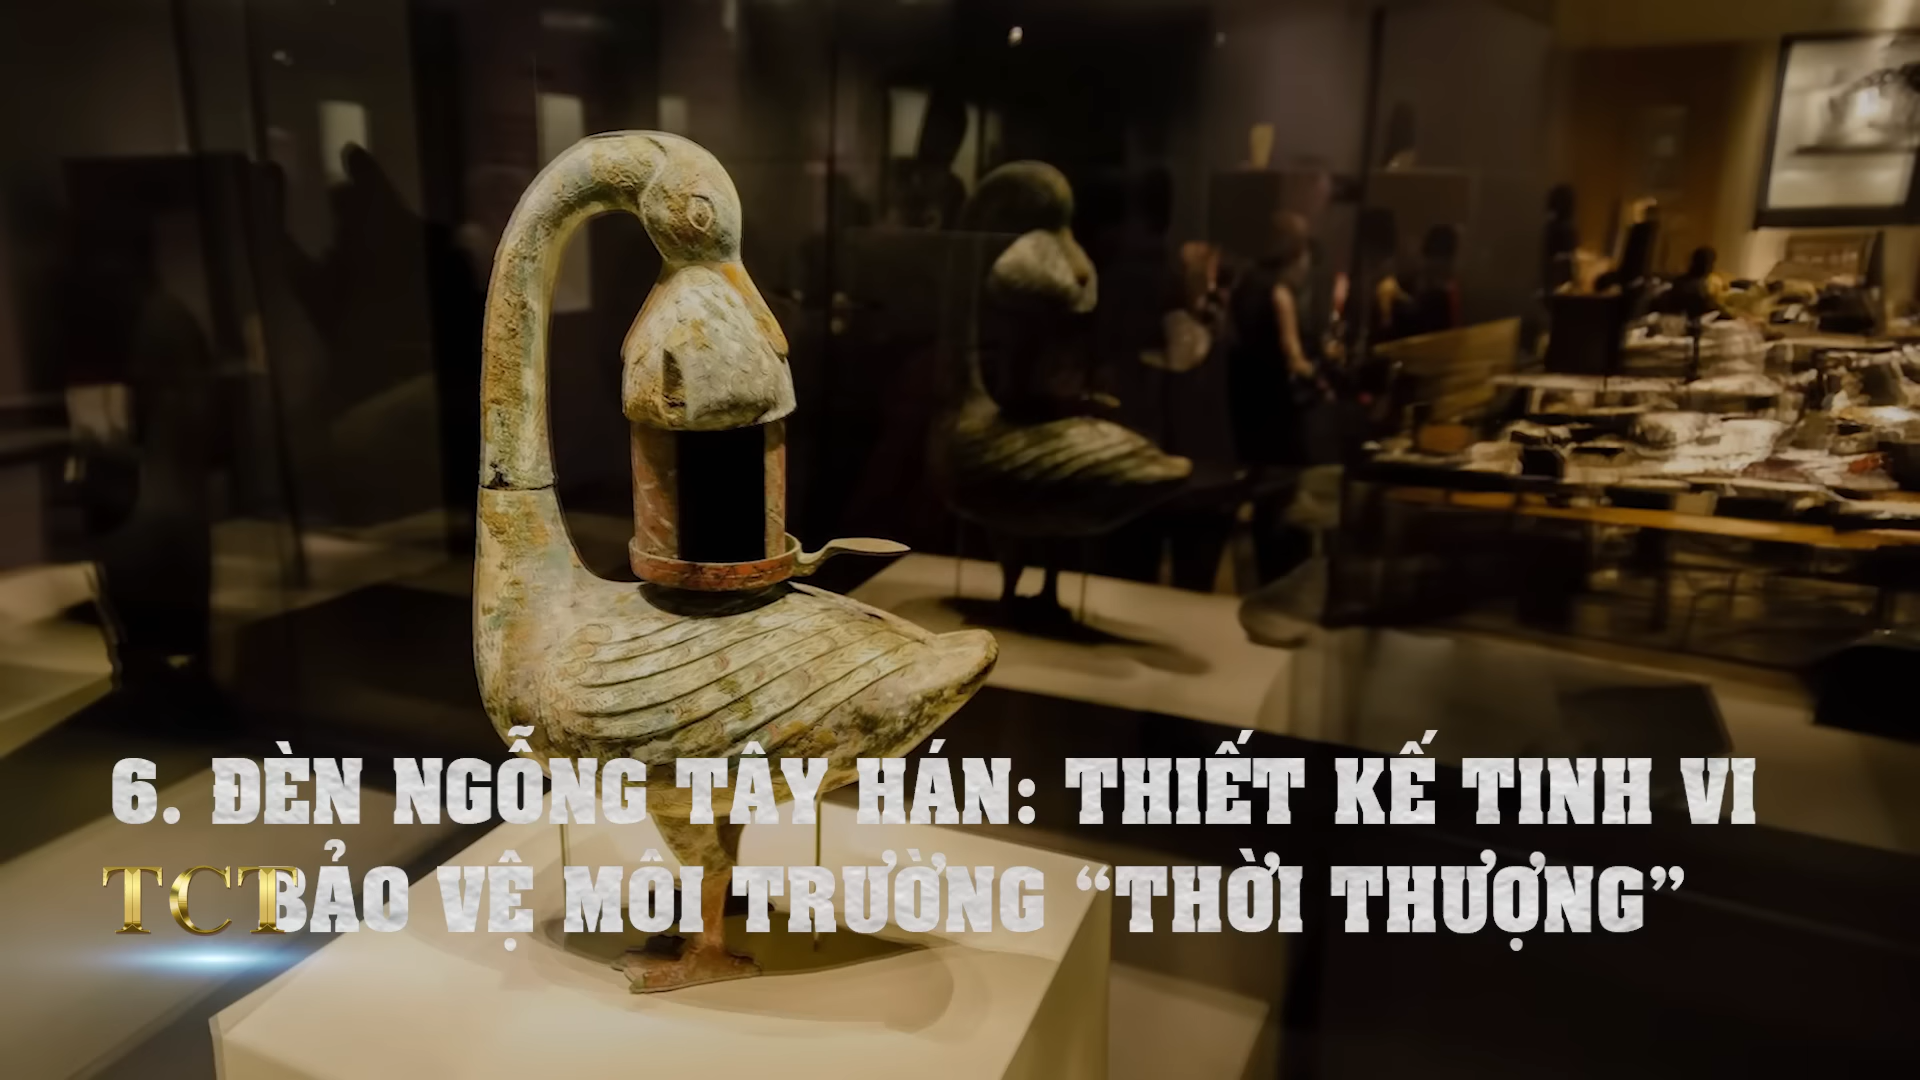 6. ĐÈN NGỖNG TÂY HÁN: THIẾT KẾ TINH VI
TCT BẢO VỆ MÔI TRƯỜNG “THỜI THƯỢNG”